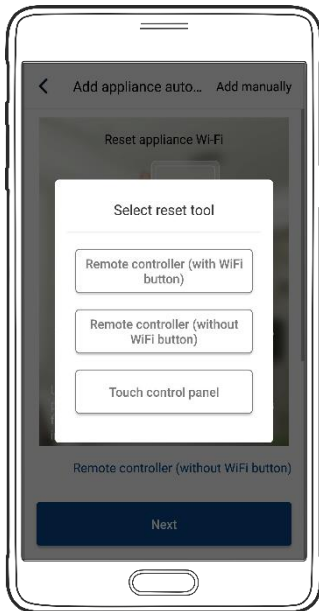 Add appliance auto... Add manually
Reset appliance Wi-Fi
Select reset tool
Remote controller (with WiFi
button)
Remote controller (without
WiFi button)
Touch control panel
Remote controller (without WiFi button)
Next